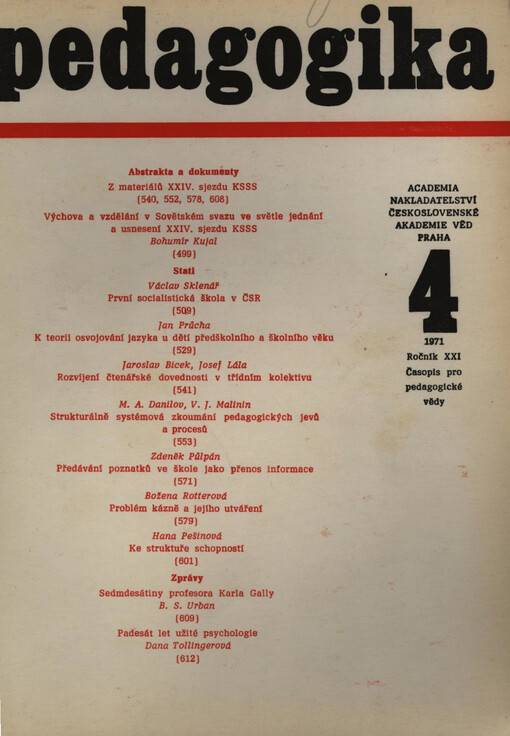 pedagogika
Abstrakta a dokumenty
Z materiálů XXIV. sjezdu KSSS
(540, 552, 578, 608)
Výchova a vzdělání v Sovětském svazu ve světle jednání
a usnesení XXIV. sjezdu KSSS
Bohumír Kujal
(499)
Stati
Václav Sklenář
První socialistická škola v ČSR
(509)
Jan Průcha
K teorii osvojování jazyka u dětí předškolního a školního věku
(529)
Jaroslav Bicek, Josef Lála
Rozvíjení čtenářské dovednosti v třídním kolektivu
(541)
M. A. Danilov, V. J. Malinin
Strukturálně systémová zkoumání pedagogických jevů
a procesů
(553)
Zdeněk Půlpán
Předávání poznatků ve škole jako přenos informace
(571)
Božena Rotterová
Problém kázně a jejího utváření
(579)
Hana Pešinová
Ke struktuře schopností
(601)
Zprávy
Sedmdesátiny profesora Karla Gally
B. S. Urban
(609)
Padesát let užité psychologie
Dana Tollingerová
(612)
ACADEMIA
NAKLADATELSTVÍ
ČESKOSLOVENSKÉ
AKADEMIE VĚD
PRAHA
4
1971
Ročník XXI
Časopis pro
pedagogické
vědy